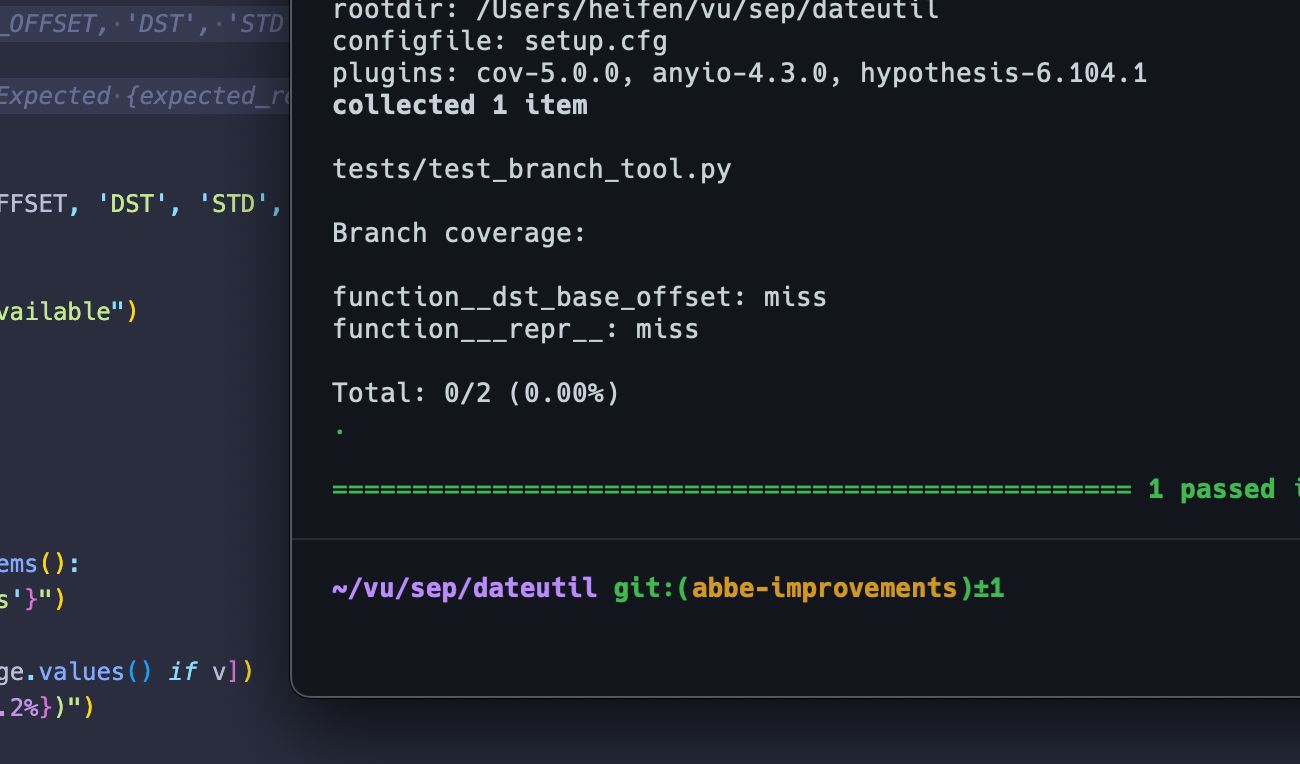 _OFFSET, 'DST', 'STD
Expected {expected_re
FFSET, 'DST', 'STD',
vailable")
ems():
s'}")
ge.values() if v])
.2%})")
rootdir: /Users/heifen/vu/sep/dateutil
configfile: setup.cfg
plugins: cov-5.0.0, anyio-4.3.0, hypothesis-6.104.1
collected 1 item
tests/test_branch_tool.py
Branch coverage:
function__dst_base_offset: miss
function___repr__: miss
Total: 0/2 (0.00%)
.
================================================== 1 passed i
~/vu/sep/dateutil git:(abbe-improvements)±1